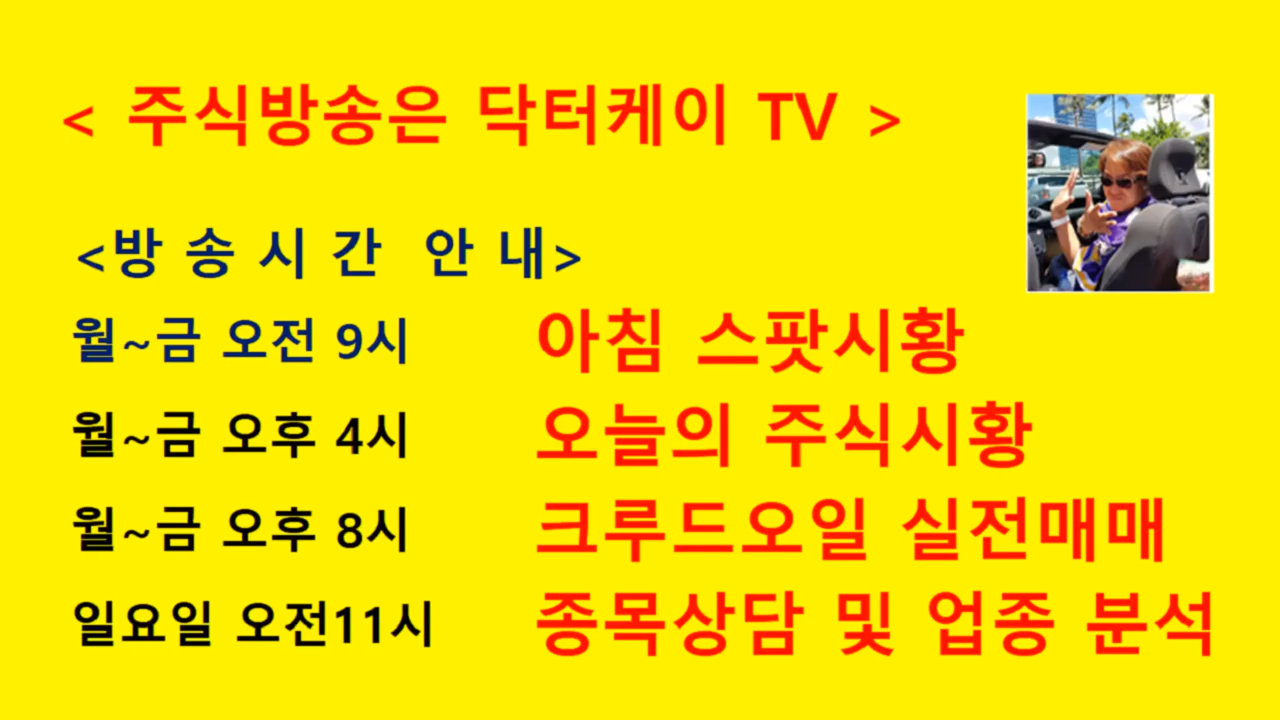 < 주식방송은 닥터케이 TV >
<방 송 시 간 안 내>
월~금 오전 9시 아침 스팟시황
월~금 오후 4시 오늘의 주식시황
월~금 오후 8시 크루드오일 실전매매
일요일 오전11시 종목상담 및 업종 분석